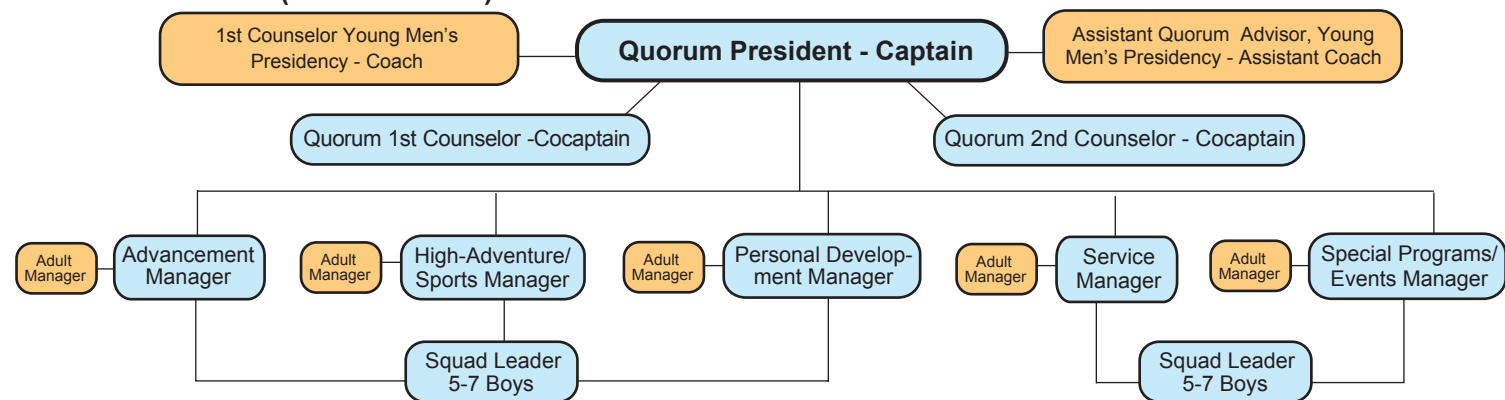 1st Counselor Young Men's
Presidency - Coach
Quorum President - Captain
Assistant Quorum Advisor, Young
Men's Presidency - Assistant Coach
Quorum 1st Counselor -Cocaptain
Quorum 2nd Counselor - Cocaptain
Adult
Manager
Advancement
Manager
Adult
Manager
High-Adventure/
Sports Manager
Adult
Manager
Personal Develop-
ment Manager
Adult
Manager
Service
Manager
Adult
Manager
Special Programs/
Events Manager
Squad Leader
5-7 Boys
Squad Leader
5-7 Boys